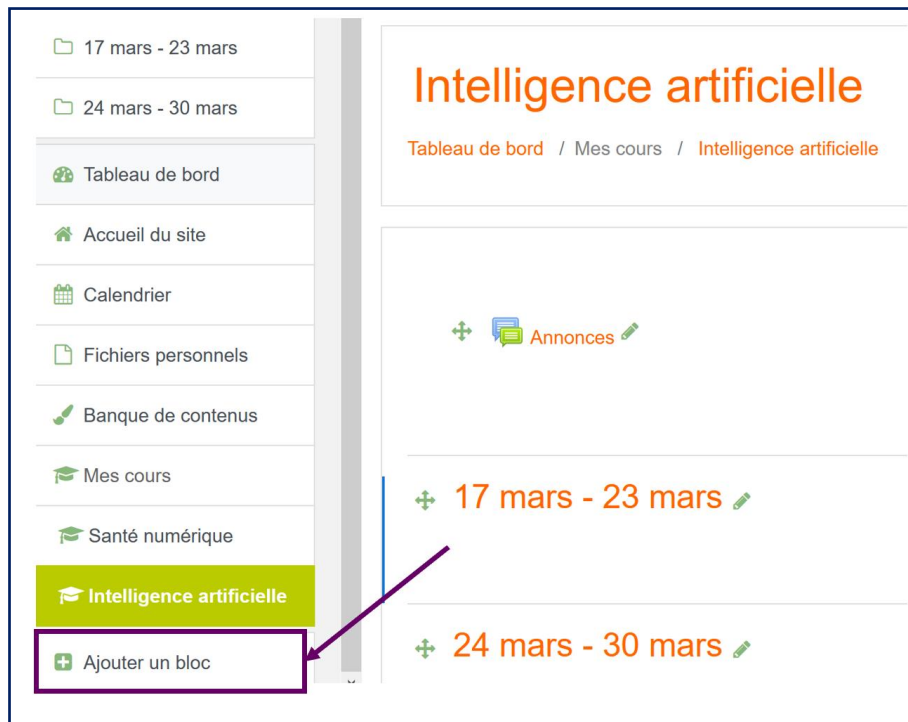 17 mars - 23 mars
24 mars - 30 mars
Tableau de bord
Accueil du site
Calendrier
Fichiers personnels
Banque de contenus
Mes cours
Santé numérique
Intelligence artificielle
Ajouter un bloc
Intelligence artificielle
Tableau de bord / Mes cours / Intelligence artificielle
Annonces
17 mars - 23 mars
24 mars - 30 mars